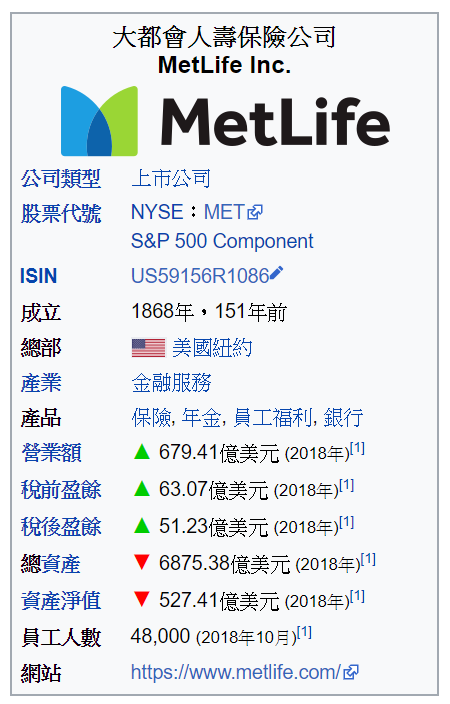 大都會人壽保險公司
MetLife Inc.
MetLife
公司類型 上市公司
股票代號 NYSE：MET
S&P 500 Component
ISIN US59156R1086
成立 1868年，151年前
總部 美國紐約
產業 金融服務
產品 保險, 年金, 員工福利, 銀行
營業額 ▲ 679.41億美元 (2018年)[1]
稅前盈餘 ▲ 63.07億美元 (2018年)[1]
稅後盈餘 ▲ 51.23億美元 (2018年)[1]
總資產 ▼ 6875.38億美元 (2018年)[1]
資產淨值 ▼ 527.41億美元 (2018年)[1]
員工人數 48,000 (2018年10月)[1]
網站 https://www.metlife.com/